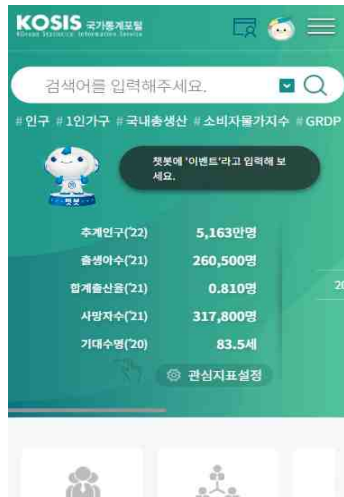 KOSIS 국가통계포털
KOrean Statistical Information Service
검색어를 입력해주세요.
#인구 #1인가구 #국내총생산 #소비자물가지수 #GRDP
챗봇에 '이벤트'라고 입력해 보
세요.
챗봇
추계인구('22) 5,163만명
출생아수('21) 260,500명
합계출산율('21) 0.810명
사망자수('21) 317,800명
기대수명('20) 83.5세
관심지표설정